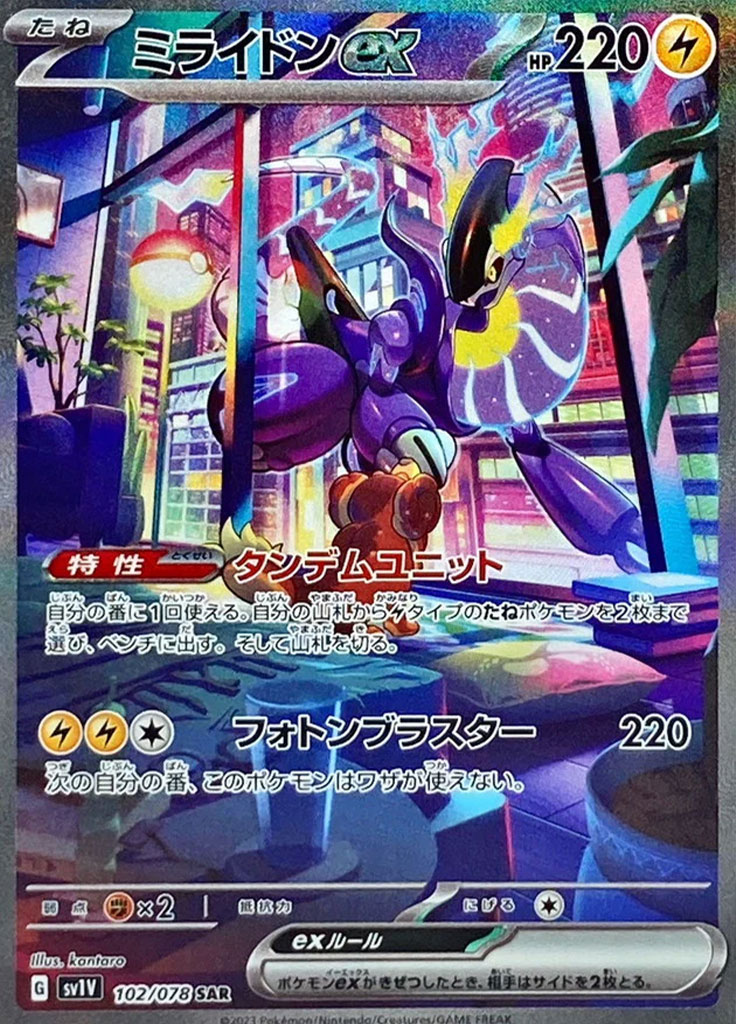 たね
ミライドンex
HP220
特性
とくせい
タンデムユニット
自分の番に1回使える。自分の山札からタイプのたねポケモンを2枚まで
選び、ベンチに出す。そして山札を切る。
フォトンブラスター 220
次の自分の番、このポケモンはワザが使えない。
弱点 ×2 抵抗力 にげる
exルール
ポケモンexがきぜつしたとき、相手はサイドを2枚とる。
Illus. kantaro
G sv1V 102/078 SAR
©2023 Pokémon/Nintendo/Creatures/GAME FREAK